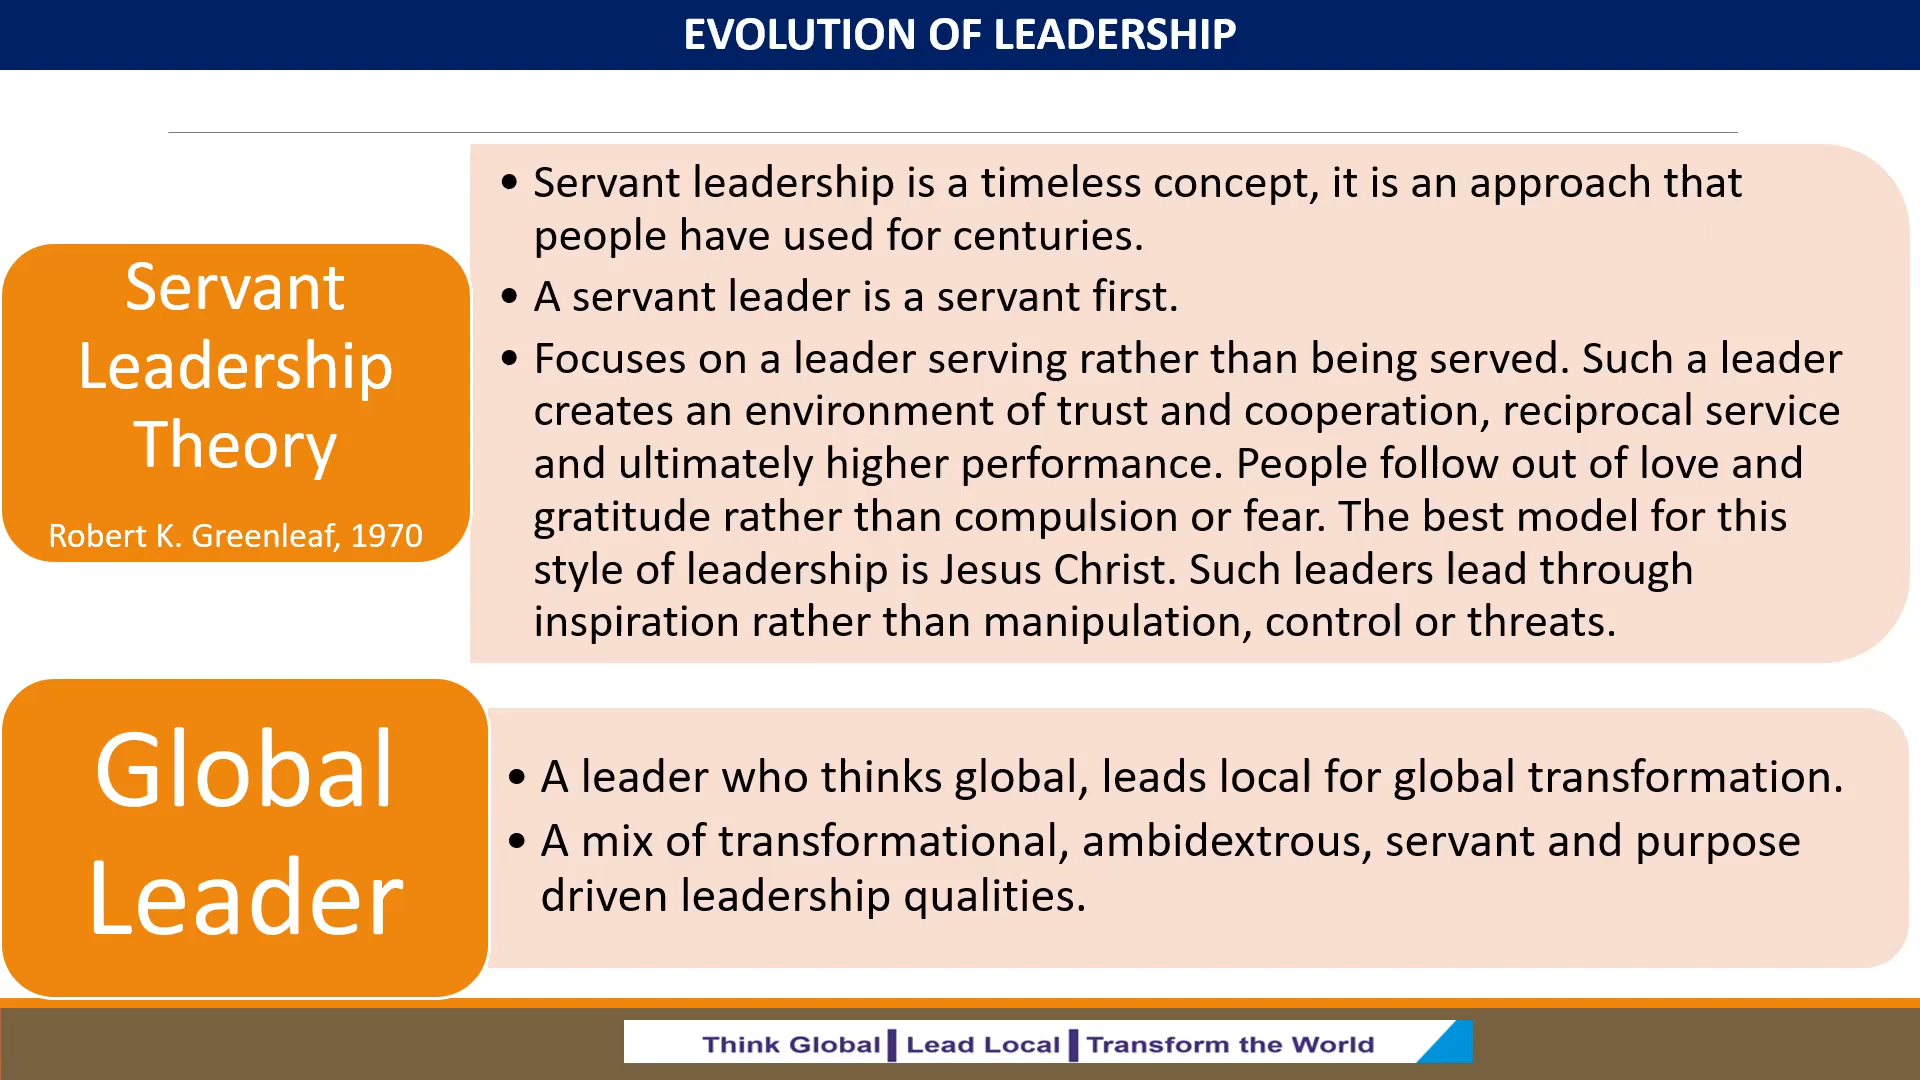 EVOLUTION OF LEADERSHIP
Servant
Leadership
Theory
Robert K. Greenleaf, 1970
• Servant leadership is a timeless concept, it is an approach that
people have used for centuries.
• A servant leader is a servant first.
• Focuses on a leader serving rather than being served. Such a leader
creates an environment of trust and cooperation, reciprocal service
and ultimately higher performance. People follow out of love and
gratitude rather than compulsion or fear. The best model for this
style of leadership is Jesus Christ. Such leaders lead through
inspiration rather than manipulation, control or threats.
Global
Leader
• A leader who thinks global, leads local for global transformation.
• A mix of transformational, ambidextrous, servant and purpose
driven leadership qualities.
Think Global | Lead Local | Transform the World